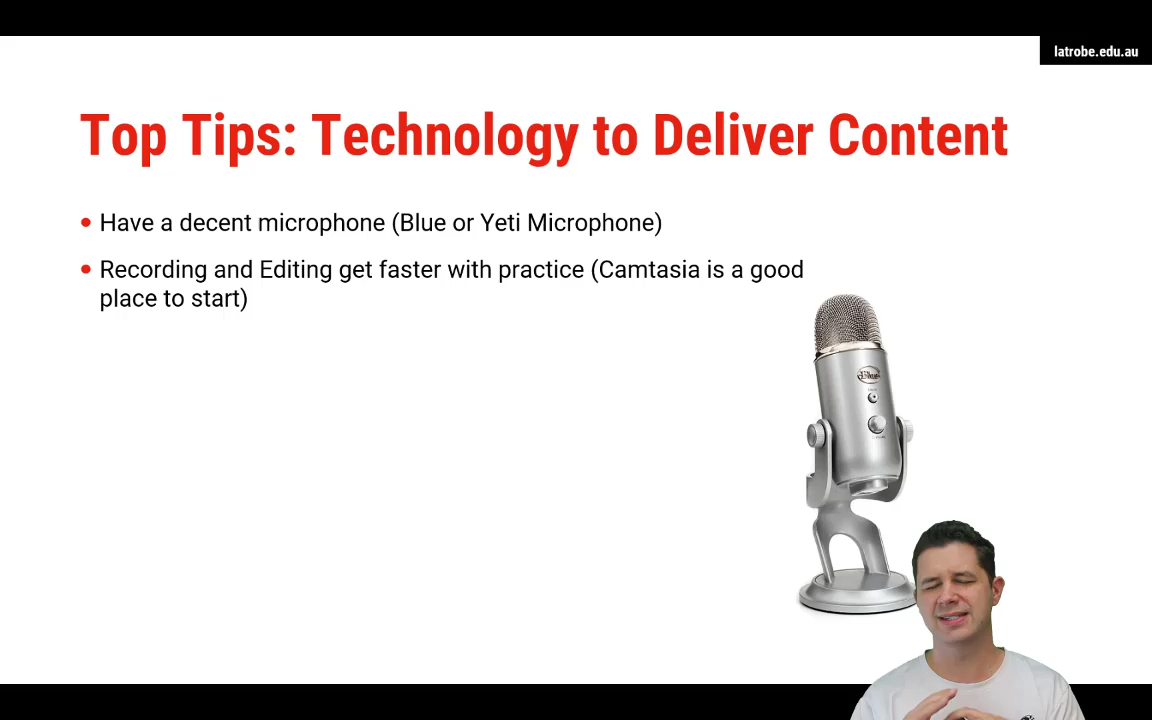 latrobe.edu.au
Top Tips: Technology to Deliver Content
• Have a decent microphone (Blue or Yeti Microphone)
• Recording and Editing get faster with practice (Camtasia is a good
place to start)
Blue